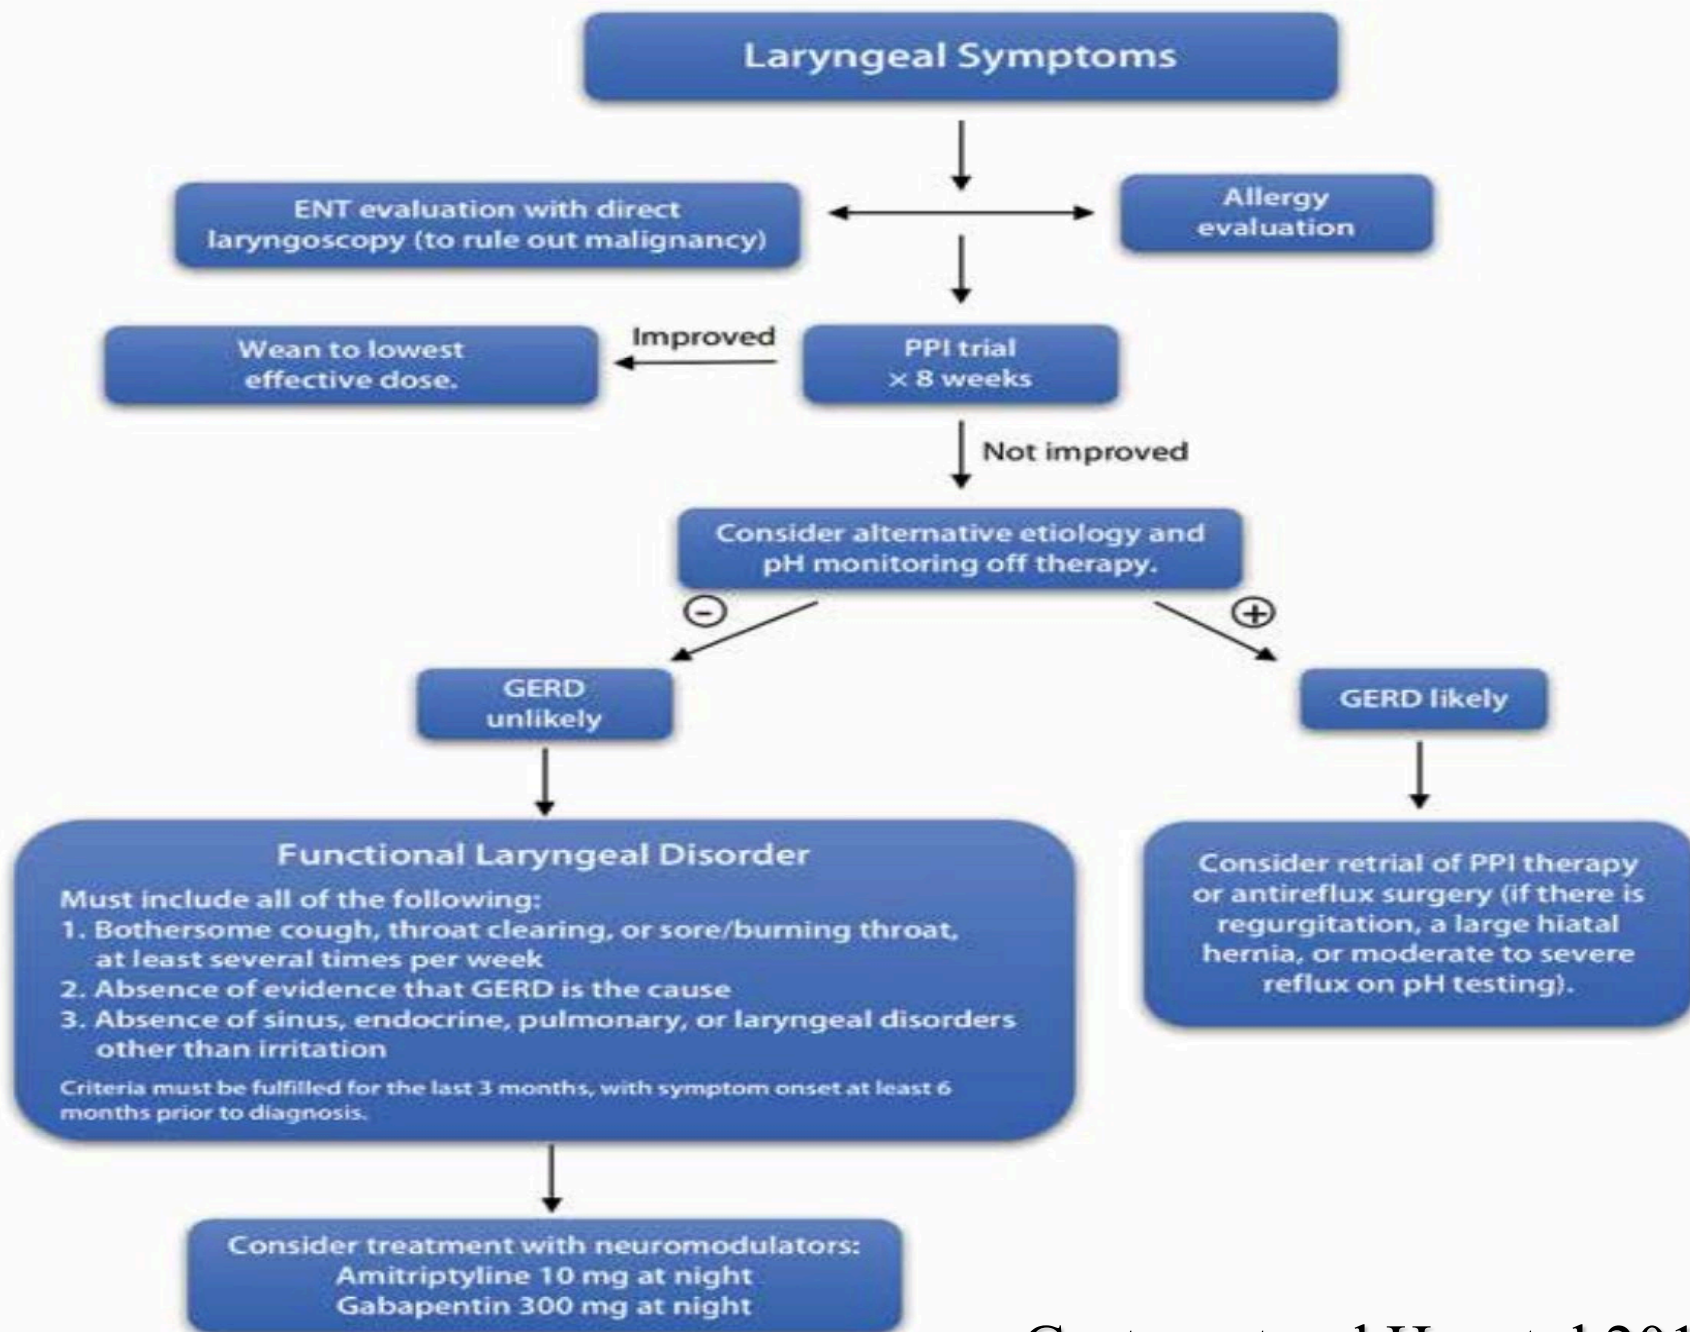 Laryngeal Symptoms
ENT evaluation with direct
laryngoscopy (to rule out malignancy)
Allergy
evaluation
Wean to lowest
effective dose.
Improved
PPI trial
× 8 weeks
Not improved
Consider alternative etiology and
pH monitoring off therapy.
-
+
GERD
unlikely
GERD likely
Functional Laryngeal Disorder
Must include all of the following:
1. Bothersome cough, throat clearing, or sore/burning throat,
at least several times per week
2. Absence of evidence that GERD is the cause
3. Absence of sinus, endocrine, pulmonary, or laryngeal disorders
other than irritation
Criteria must be fulfilled for the last 3 months, with symptom onset at least 6
months prior to diagnosis.
Consider retrial of PPI therapy
or antireflux surgery (if there is
regurgitation, a large hiatal
hernia, or moderate to severe
reflux on pH testing).
Consider treatment with neuromodulators:
Amitriptyline 10 mg at night
Gabapentin 300 mg at night